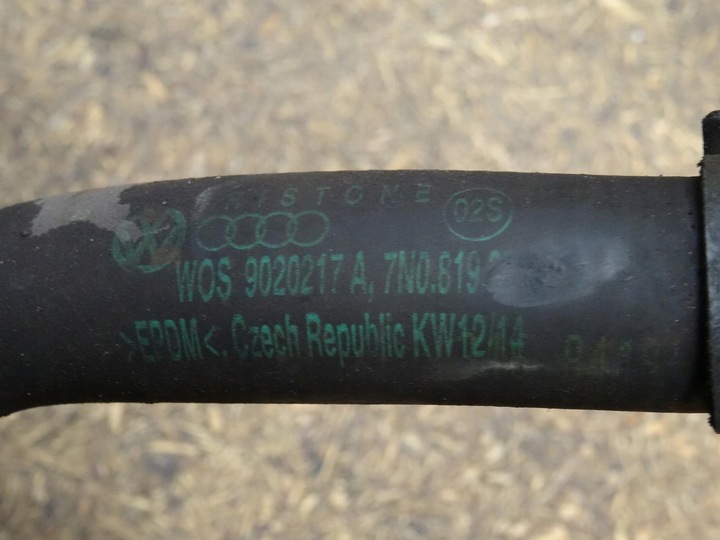 02S
WOS 9020217 A, 7N0.819
>EPDM<. Czech Republic KW12/14